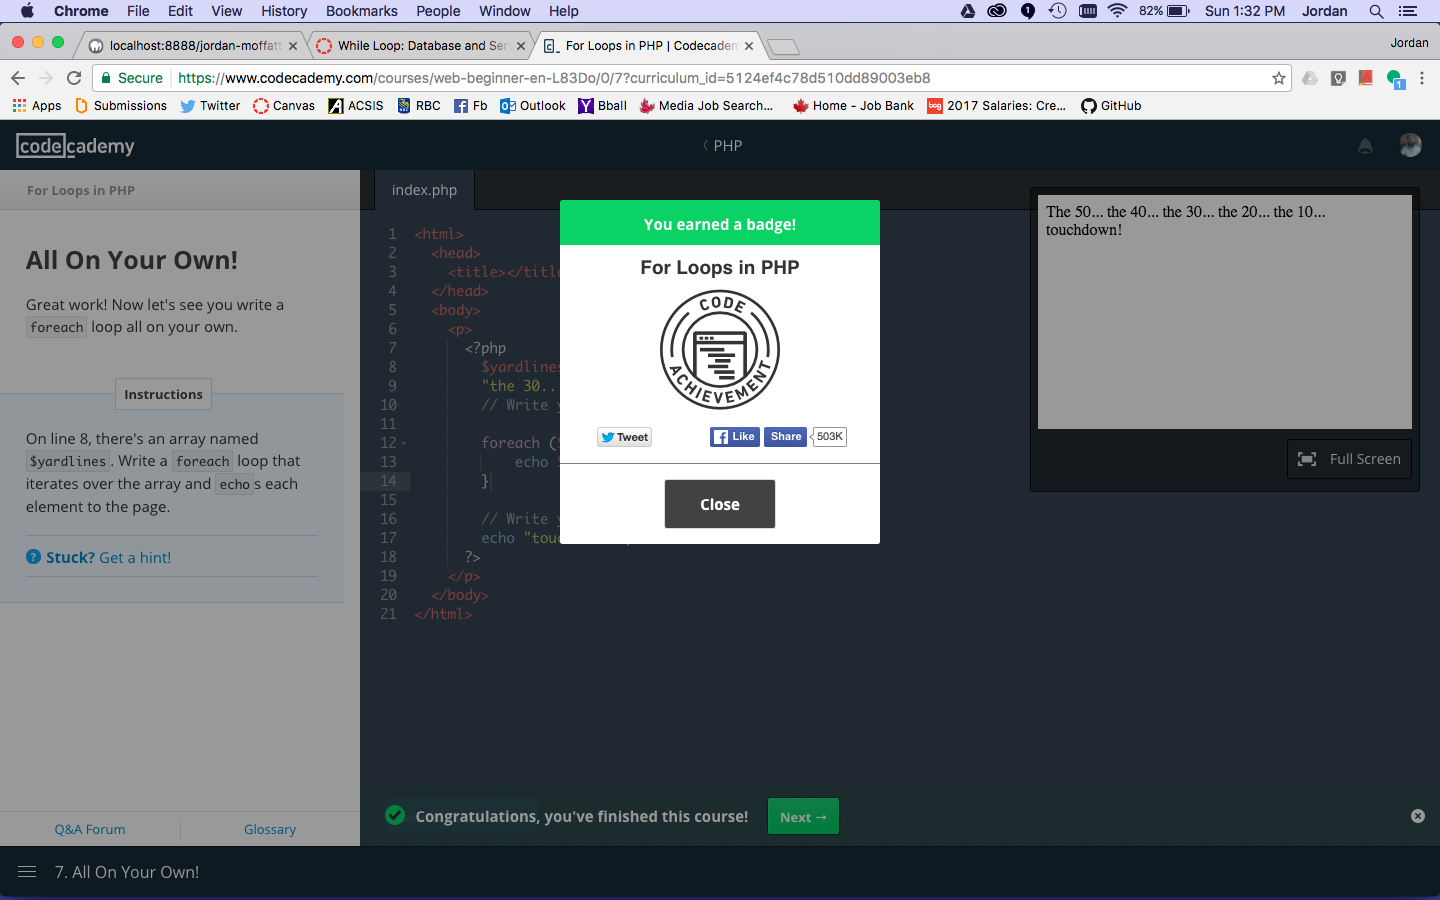 Chrome File Edit View History Bookmarks People Window Help 82% Sun 1:32 PM Jordan
localhost:8888/jordan-moffat While Loop: Database and Ser For Loops in PHP | Codecadem Jordan
Secure https://www.codecademy.com/courses/web-beginner-en-L83Do/0/7?curriculum_id=5124ef4c78d510dd89003eb8
Apps Submissions Twitter Canvas ACSIS RBC Fb Outlook Bball Media Job Search... Home - Job Bank 2017 Salaries: Cre... GitHub
codecademy
PHP
For Loops in PHP
All On Your Own!
Great work! Now let's see you write a
foreach loop all on your own.
Instructions
On line 8, there's an array named
$yardlines. Write a foreach loop that
iterates over the array and echos each
element to the page.
? Stuck? Get a hint!
Q&A Forum Glossary
index.php
1 <html>
2 <head>
3 <title></title
4 </head>
5 <body>
6 <p>
7 <?php
8 $yardlines
9 "the 30..
10 // Write
11
12 foreach (
13 echo
14 }
15
16 // Write
17 echo "tou
18 ?>
19 </p>
20 </body>
21 </html>
You earned a badge!
For Loops in PHP
CODE
ACHIEVEMENT
Tweet Like Share 503K
Close
The 50... the 40... the 30... the 20... the 10...
touchdown!
Full Screen
Congratulations, you've finished this course! Next →
7. All On Your Own!